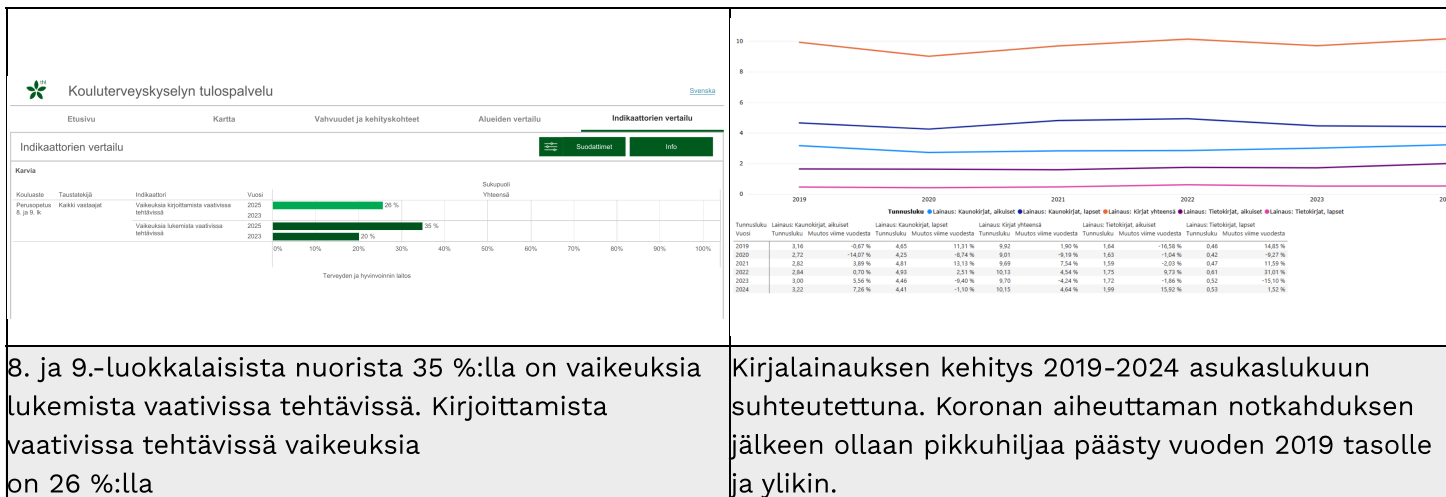 thl
Kouluterveyskyselyn tulospalvelu
Svenska
Etusivu Kartta Vahvuudet ja kehityskohteet Alueiden vertailu Indikaattorien vertailu
Indikaattorien vertailu
Suodattimet Info
Karvia
Sukupuoli
Kouluaste Taustatekijä Indikaattori Vuosi Yhteensä
Perusopetus 8. ja 9. lk Kaikki vastaajat Vaikeuksia kirjoittamista vaativissa tehtävissä 2025 26 %
2023
Vaikeuksia lukemista vaativissa tehtävissä 2025 35 %
2023 20 %
0% 10% 20% 30% 40% 50% 60% 70% 80% 90% 100%
Terveyden ja hyvinvoinnin laitos
8. ja 9.-luokkalaisista nuorista 35 %:lla on vaikeuksia
lukemista vaativissa tehtävissä. Kirjoittamista
vaativissa tehtävissä vaikeuksia
on 26 %:lla
10
8
6
4
2
0
2019 2020 2021 2022 2023 20
Tunnusluku Lainaus: Kaunokirjat, aikuiset Lainaus: Kaunokirjat, lapset Lainaus: Kirjat yhteensä Lainaus: Tietokirjat, aikuiset Lainaus: Tietokirjat, lapset
Tunnusluku Lainaus: Kaunokirjat, aikuiset Lainaus: Kaunokirjat, lapset Lainaus: Kirjat yhteensä Lainaus: Tietokirjat, aikuiset Lainaus: Tietokirjat, lapset
Vuosi Tunnusluku Muutos viime vuodesta Tunnusluku Muutos viime vuodesta Tunnusluku Muutos viime vuodesta Tunnusluku Muutos viime vuodesta Tunnusluku Muutos viime vuodesta
2019 3,16 -0,67 % 4,65 11,31 % 9,92 1,90 % 1,64 -16,58 % 0,46 14,85 %
2020 2,72 -14,07 % 4,25 -8,74 % 9,01 -9,19 % 1,63 -1,04 % 0,42 -9,27 %
2021 2,82 3,89 % 4,81 13,13 % 9,69 7,54 % 1,59 -2,03 % 0,47 11,59 %
2022 2,84 0,70 % 4,93 2,51 % 10,13 4,54 % 1,75 9,73 % 0,61 31,01 %
2023 3,00 5,56 % 4,46 -9,40 % 9,70 -4,24 % 1,72 -1,86 % 0,52 -15,10 %
2024 3,22 7,26 % 4,41 -1,10 % 10,15 4,64 % 1,99 15,92 % 0,53 1,52 %
Kirjalainauksen kehitys 2019-2024 asukaslukuun
suhteutettuna. Koronan aiheuttaman notkahduksen
jälkeen ollaan pikkuhiljaa päästy vuoden 2019 tasolle
ja ylikin.